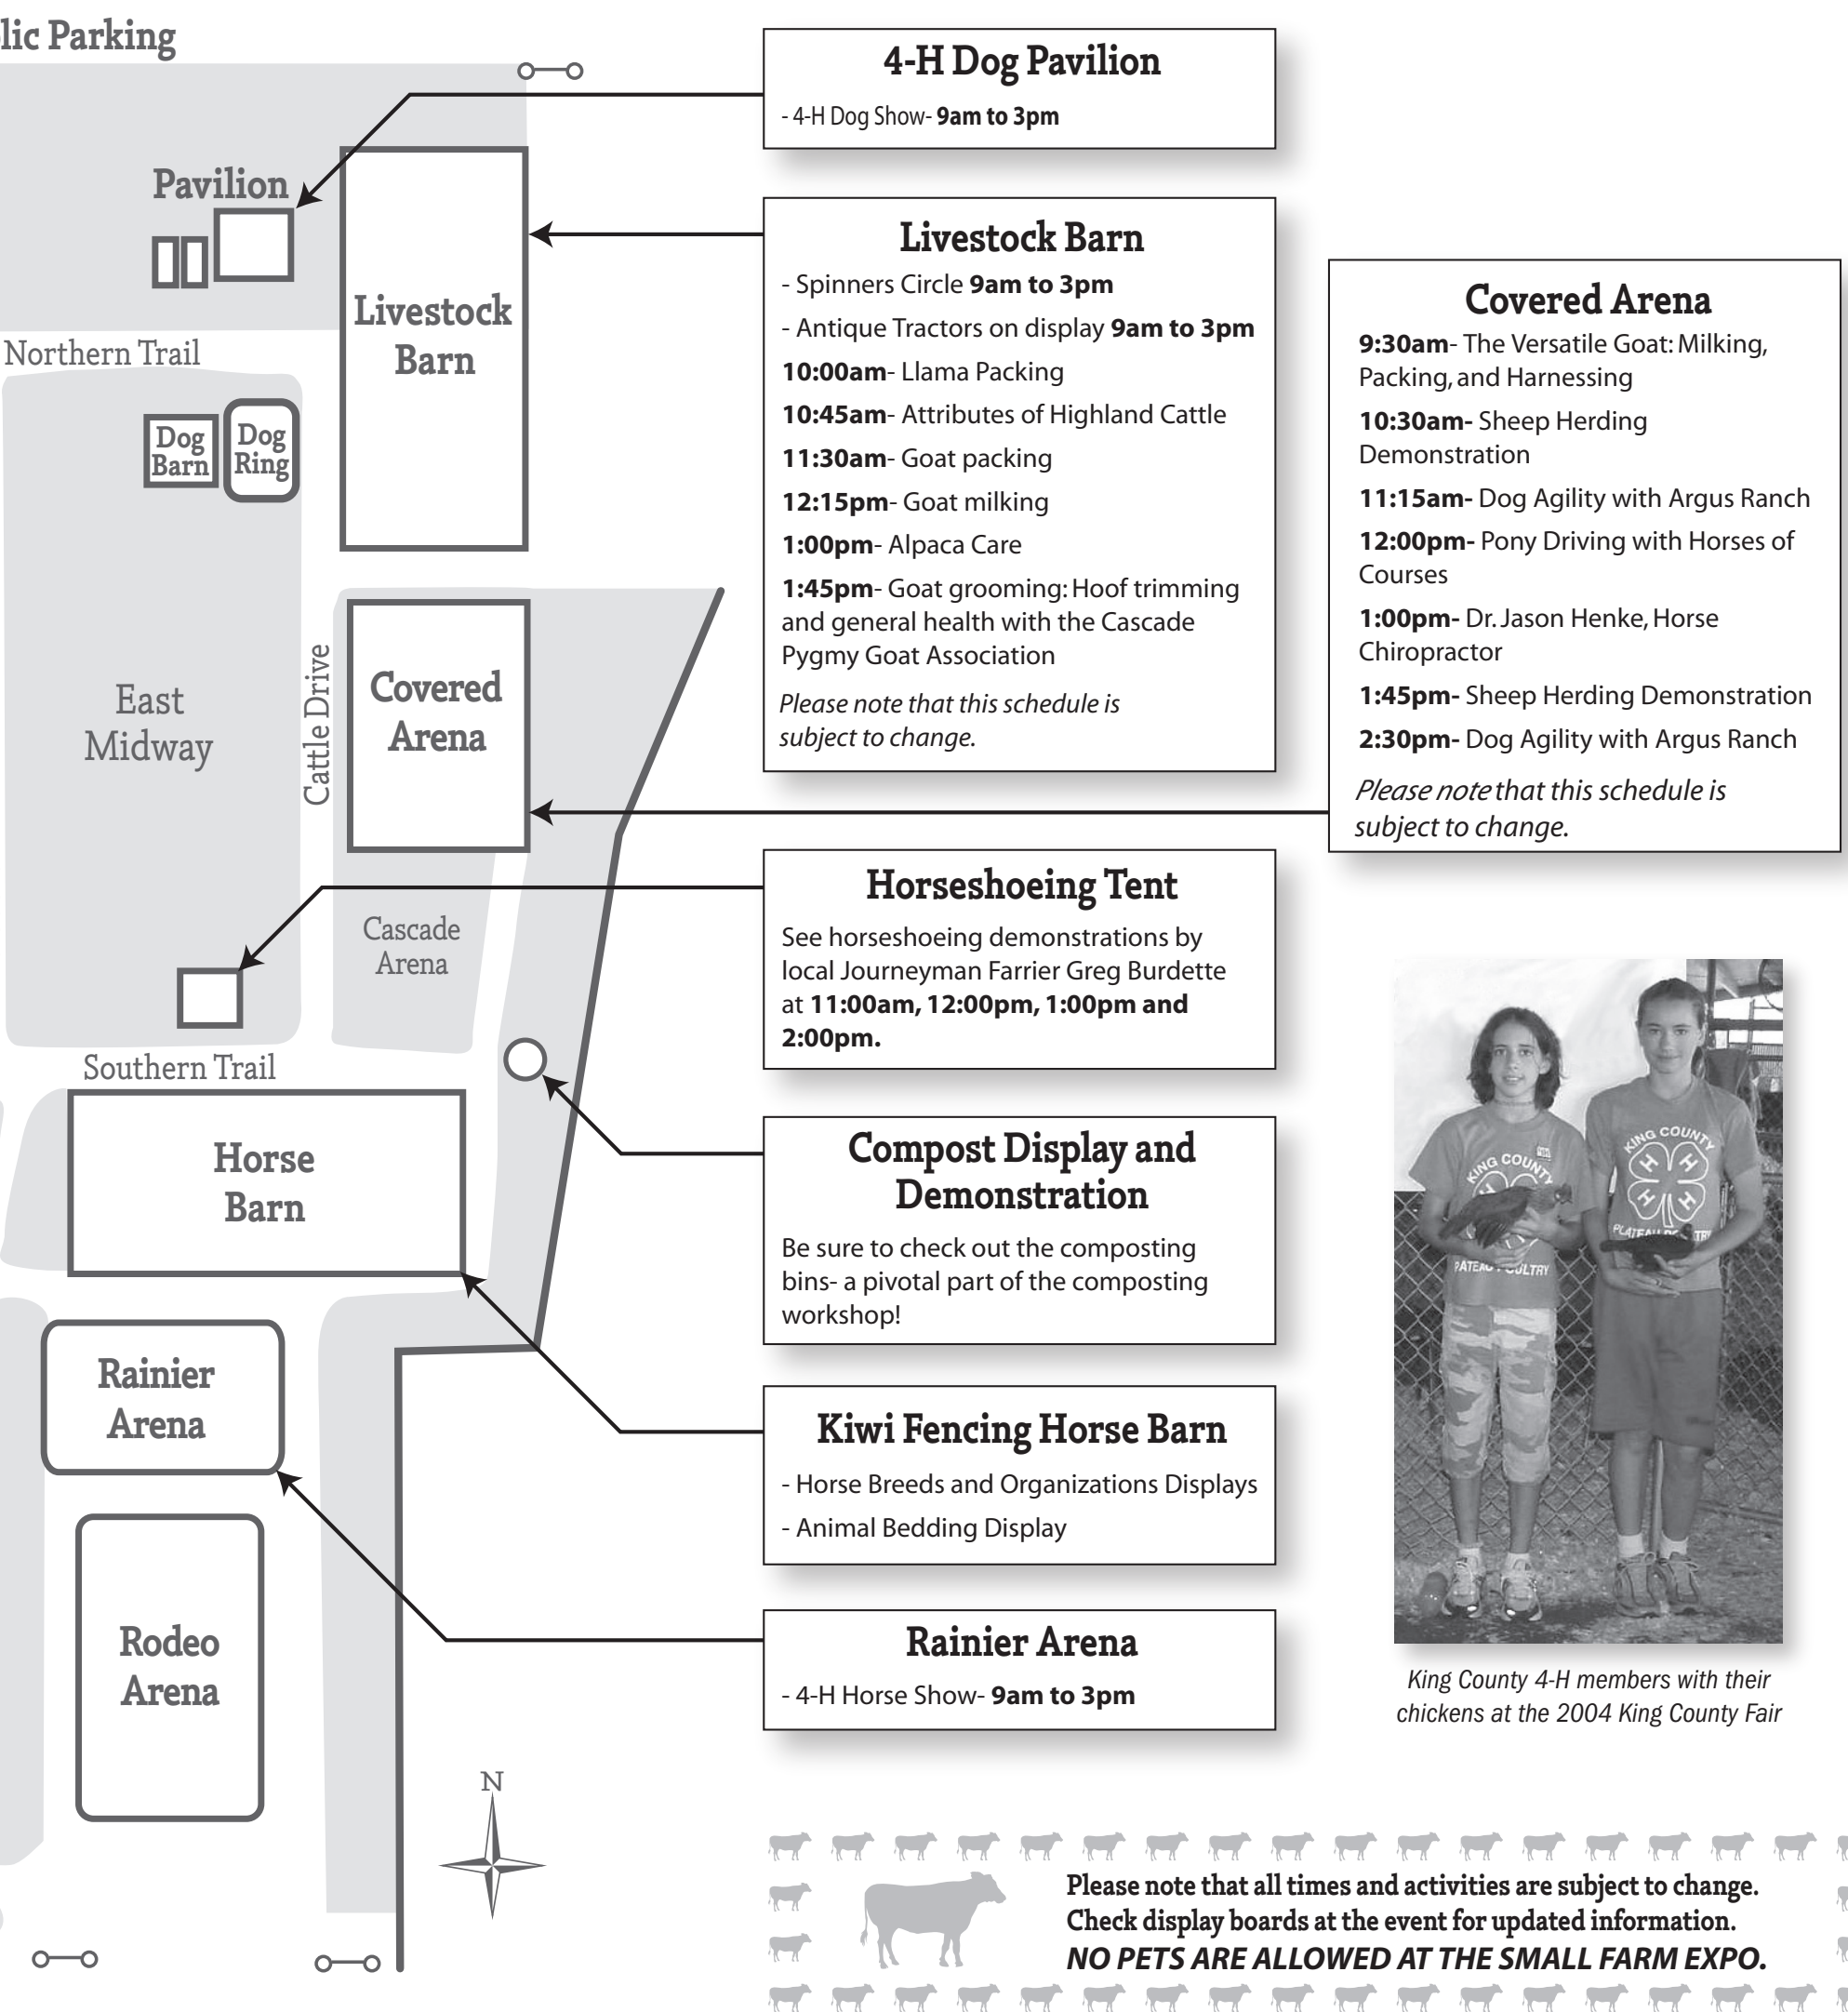 lic Parking
Pavilion
Livestock
Barn
Northern Trail
Dog
Barn
Dog
Ring
East
Midway
Cattle Drive
Covered
Arena
Cascade
Arena
Southern Trail
Horse
Barn
Rainier
Arena
Rodeo
Arena
N
4-H Dog Pavilion
- 4-H Dog Show- 9am to 3pm
Livestock Barn
- Spinners Circle 9am to 3pm
- Antique Tractors on display 9am to 3pm
10:00am- Llama Packing
10:45am- Attributes of Highland Cattle
11:30am- Goat packing
12:15pm- Goat milking
1:00pm- Alpaca Care
1:45pm- Goat grooming: Hoof trimming
and general health with the Cascade
Pygmy Goat Association
Please note that this schedule is
subject to change.
Covered Arena
9:30am- The Versatile Goat: Milking,
Packing, and Harnessing
10:30am- Sheep Herding
Demonstration
11:15am- Dog Agility with Argus Ranch
12:00pm- Pony Driving with Horses of
Courses
1:00pm- Dr. Jason Henke, Horse
Chiropractor
1:45pm- Sheep Herding Demonstration
2:30pm- Dog Agility with Argus Ranch
Please note that this schedule is
subject to change.
Horseshoeing Tent
See horseshoeing demonstrations by
local Journeyman Farrier Greg Burdette
at 11:00am, 12:00pm, 1:00pm and
2:00pm.
Compost Display and
Demonstration
Be sure to check out the composting
bins- a pivotal part of the composting
workshop!
Kiwi Fencing Horse Barn
- Horse Breeds and Organizations Displays
- Animal Bedding Display
Rainier Arena
- 4-H Horse Show- 9am to 3pm
KING COUNTY
H H
KING COUNTY
H H
H H
King County 4-H members with their
chickens at the 2004 King County Fair
Please note that all times and activities are subject to change.
Check display boards at the event for updated information.
NO PETS ARE ALLOWED AT THE SMALL FARM EXPO.